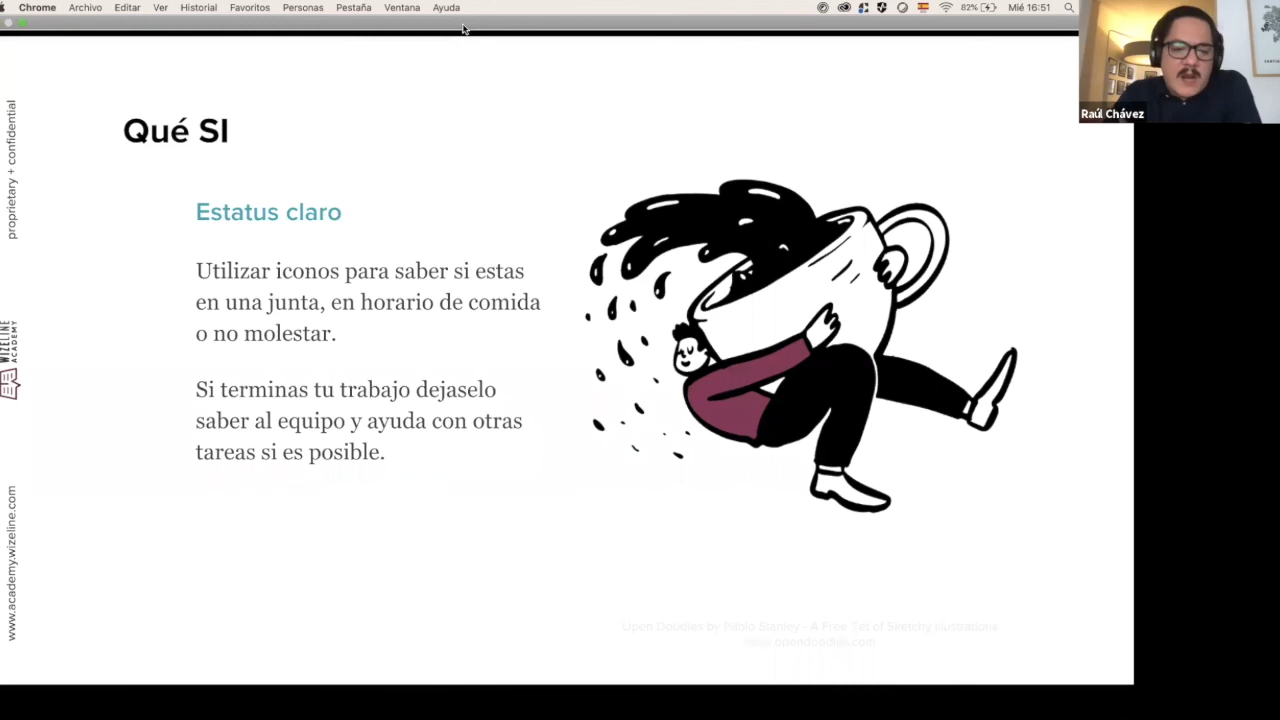 Chrome Archivo Editar Ver Historial Favoritos Personas Pestaña Ventana Ayuda 82% Mié 16:51
Raúl Chávez
proprietary + confidential
WIZELINE
ACADEMY
www.academy.wizeline.com
Qué SI
Estatus claro
Utilizar iconos para saber si estas
en una junta, en horario de comida
o no molestar.
Si terminas tu trabajo dejaselo
saber al equipo y ayuda con otras
tareas si es posible.
Open Doodles by Pablo Stanley - A Free Set of Sketchy Illustrations
www.opendoodles.com